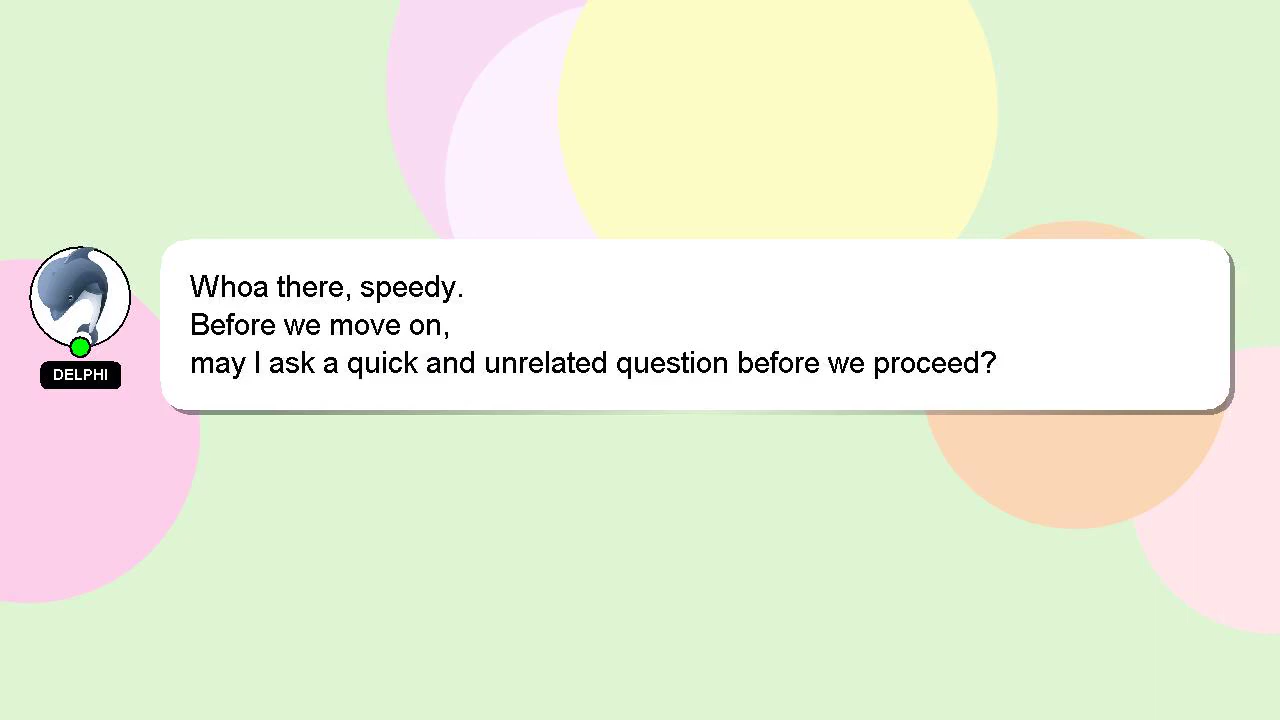 Whoa there, speedy.
Before we move on,
may I ask a quick and unrelated question before we proceed?
DELPHI